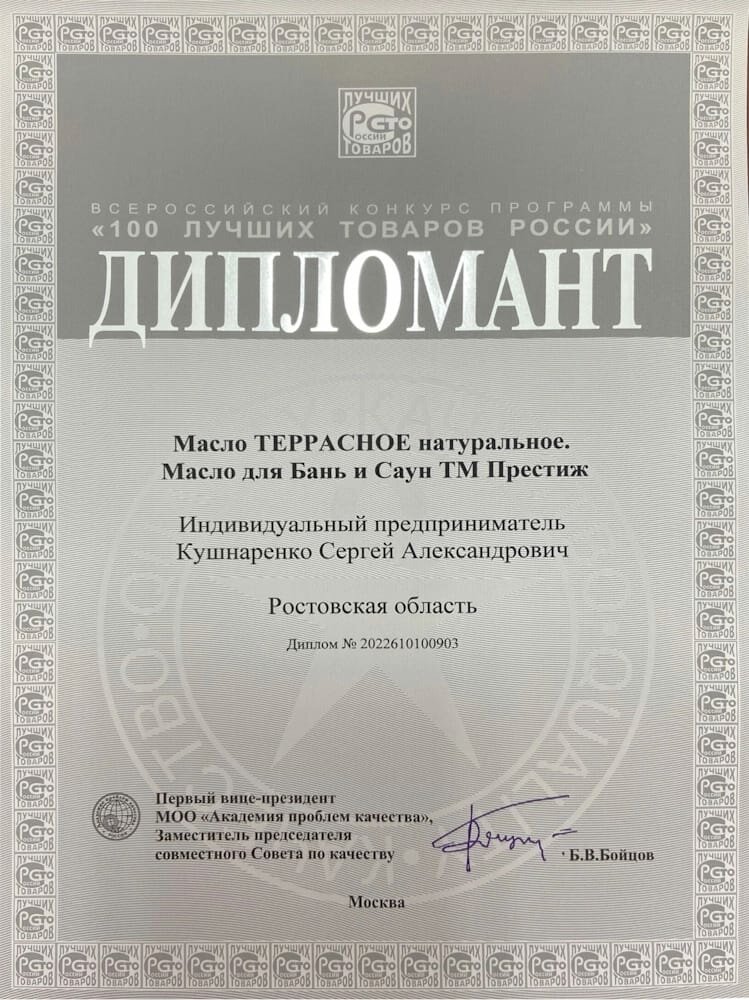 ЛУЧШИХ
РСТО
РОССИИ
ТОВАРОВ
ВСЕРОССИЙСКИЙ КОНКУРС ПРОГРАММЫ
«100 ЛУЧШИХ ТОВАРОВ РОССИИ»
ДИПЛОМАНТ
Масло ТЕРРАСНОЕ натуральное.
Масло для Бань и Саун ТМ Престиж
Индивидуальный предприниматель
Кушнаренко Сергей Александрович
Ростовская область
Диплом № 2022610100903
Первый вице-президент
МОО «Академия проблем качества»,
Заместитель председателя
совместного Совета по качеству
Б.В.Бойцов
Москва